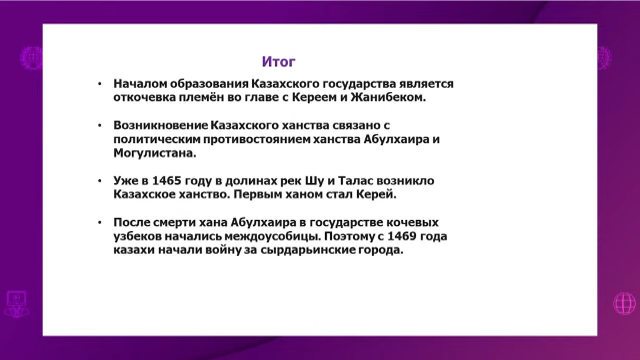 Итог
• Началом образования Казахского государства является
откочевка племён во главе с Кереем и Жанибеком.
• Возникновение Казахского ханства связано с
политическим противостоянием ханства Абулхаира и
Могулистана.
• Уже в 1465 году в долинах рек Шу и Талас возникло
Казахское ханство. Первым ханом стал Керей.
• После смерти хана Абулхаира в государстве кочевых
узбеков начались междоусобицы. Поэтому с 1469 года
казахи начали войну за сырдарьинские города.